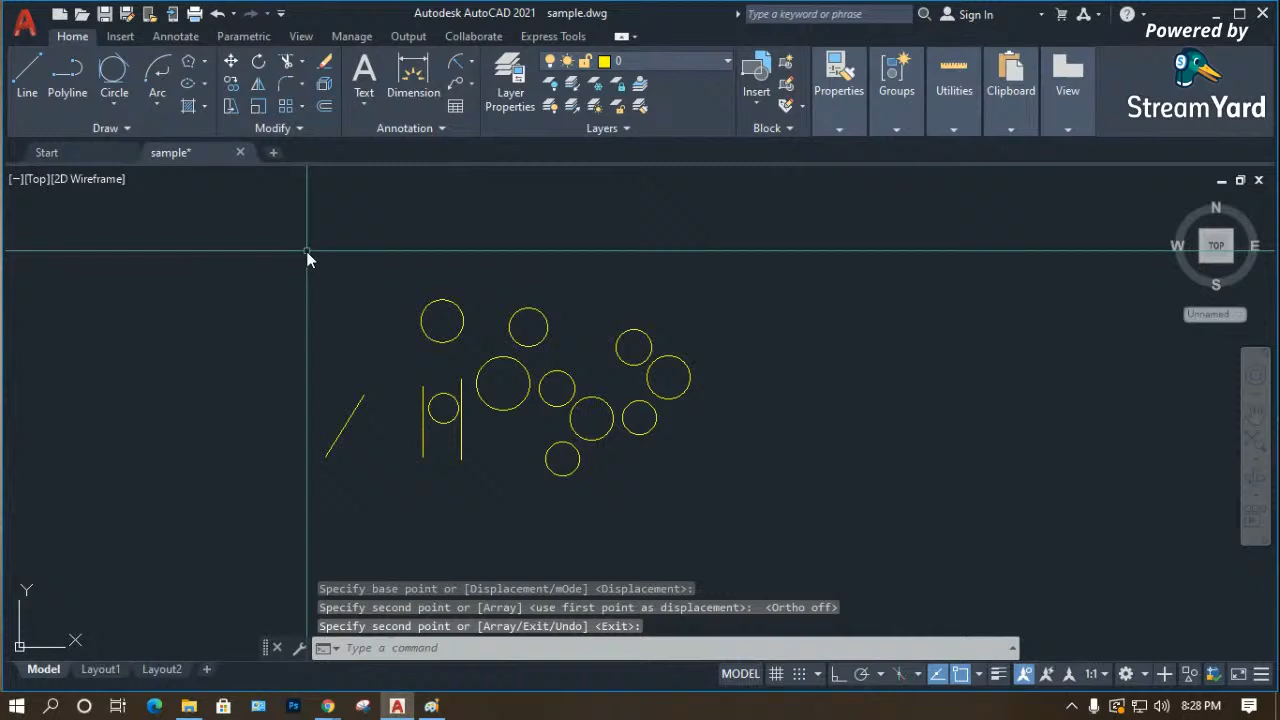 Autodesk AutoCAD 2021 sample.dwg
Type a keyword or phrase
Sign In
Powered by
StreamYard
Home Insert Annotate Parametric View Manage Output Collaborate Express Tools
Line Polyline Circle Arc
Text Dimension
Layer Properties
0
Insert
Properties Groups Utilities Clipboard View
Draw Modify Annotation Layers Block
Start sample*
[−][Top][2D Wireframe]
N
W TOP E
S
Unnamed
Y
X
Specify base point or [Displacement/mOde] <Displacement>:
Specify second point or [Array] <use first point as displacement>: <Ortho off>
Specify second point or [Array/Exit/Undo] <Exit>:
Type a command
Model Layout1 Layout2
MODEL 1:1
8:28 PM